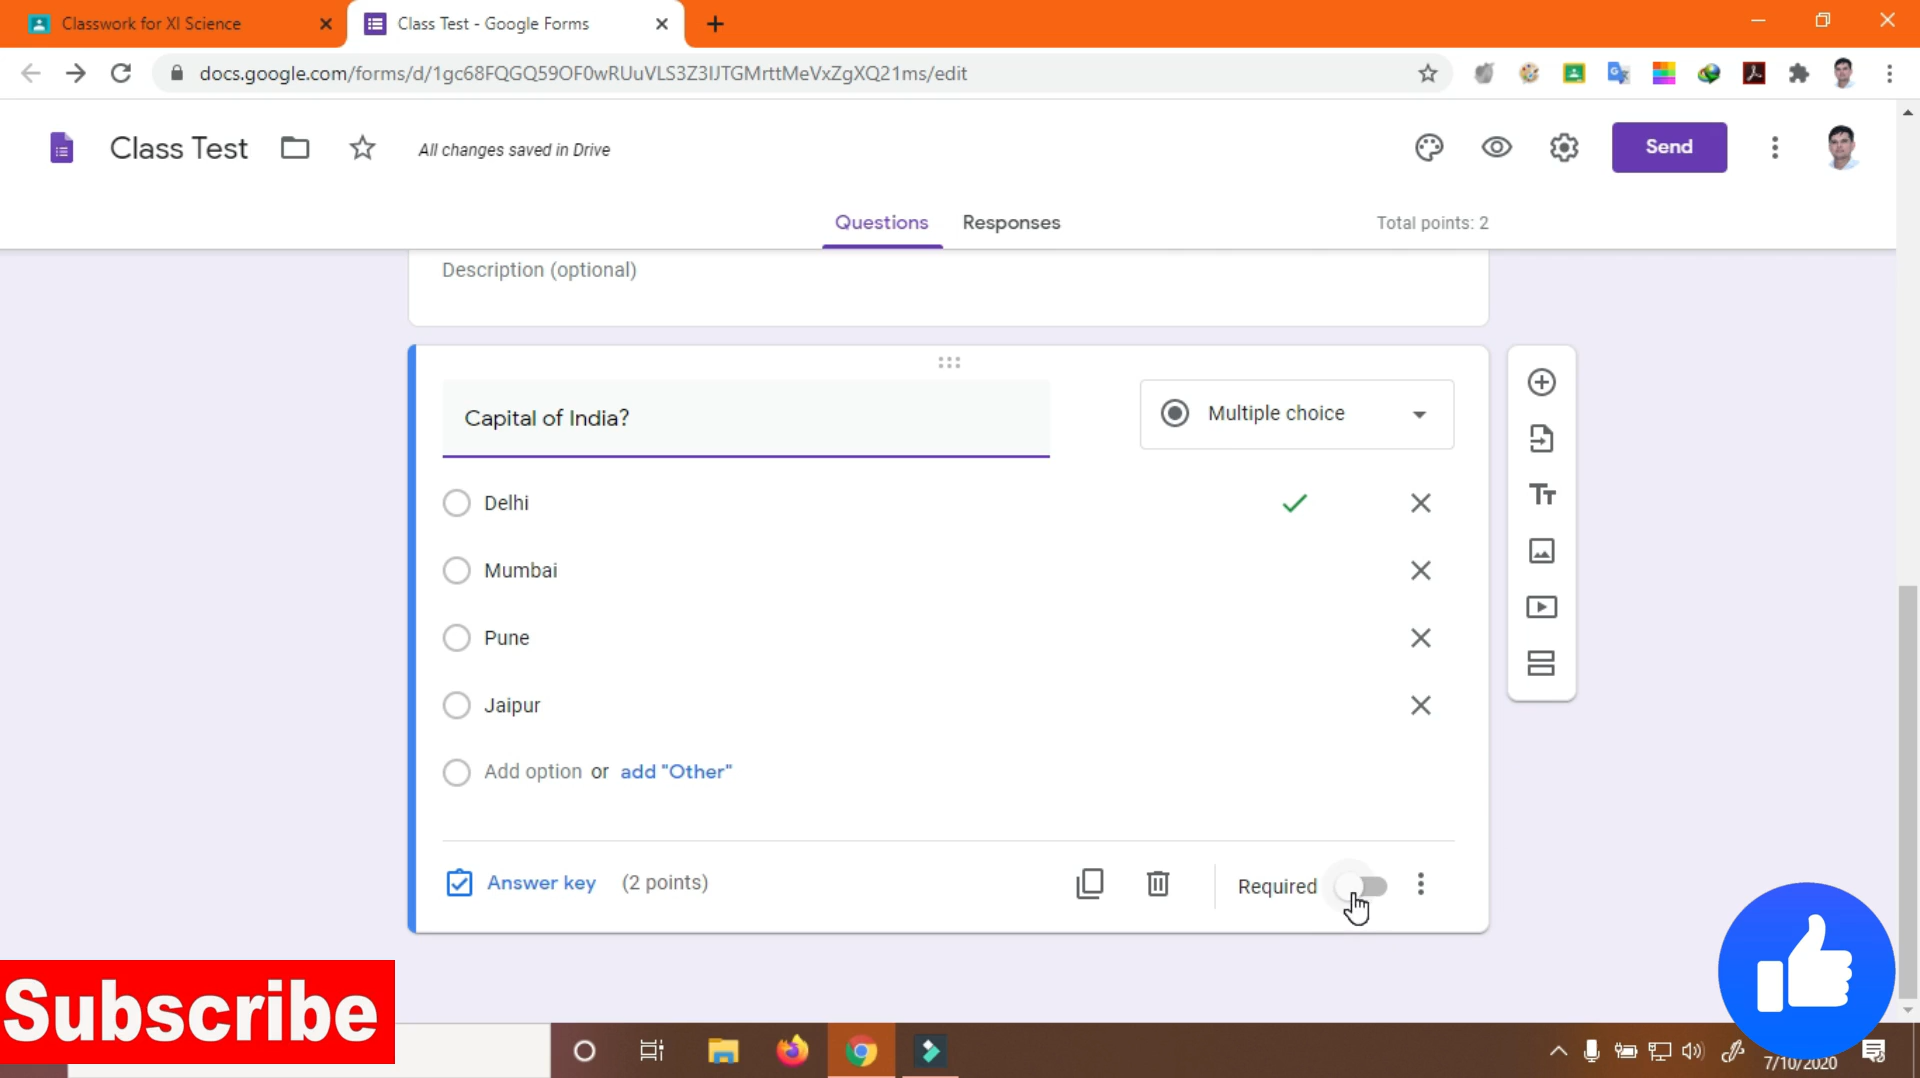 Classwork for XI Science
Class Test - Google Forms
docs.google.com/forms/d/1gc68FQGQ59OF0wRUuVLS3Z3IJTGMrttMeVxZgXQ21ms/edit
Class Test
All changes saved in Drive
Send
Questions
Responses
Total points: 2
Description (optional)
Capital of India?
Multiple choice
Delhi
Mumbai
Pune
Jaipur
Add option or add "Other"
Answer key (2 points)
Required
Subscribe
7/10/2020